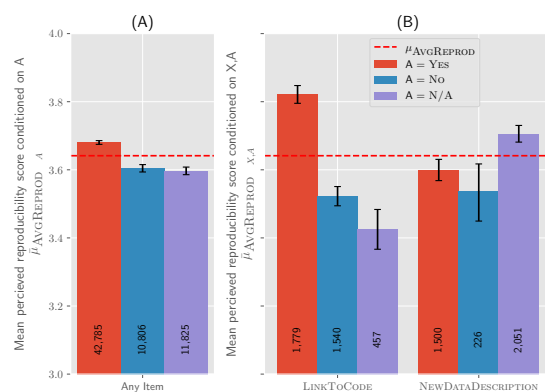 (A)
Mean percieved reproducibility score conditioned on A
μ̄AVGREPROD A
4.0
3.8
3.6
3.4
3.2
3.0
42,785
10,806
11,825
Any Item
(B)
Mean percieved reproducibility score conditioned on X,A
μ̄AVGREPROD X,A
μAVGREPROD
A = YES
A = NO
A = N/A
1,779
1,540
457
1,500
226
2,051
LINKTOCODE
NEWDATADESCRIPTION